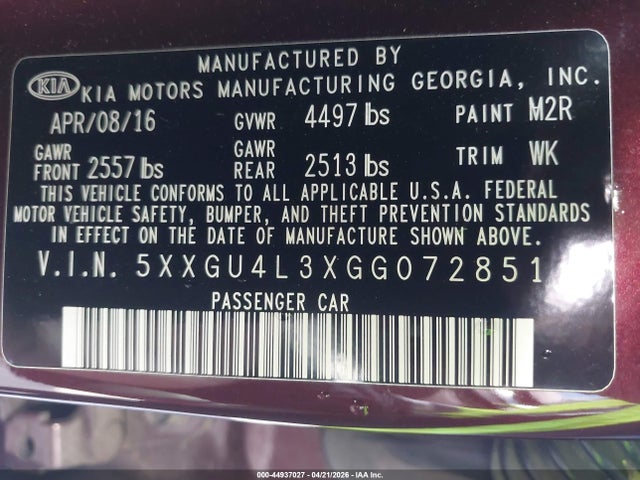 MANUFACTURED BY
KIA KIA MOTORS MANUFACTURING GEORGIA, INC.
APR/08/16 GVWR 4497 lbs PAINT M2R
GAWR FRONT 2557 lbs GAWR REAR 2513 lbs TRIM WK
THIS VEHICLE CONFORMS TO ALL APPLICABLE U.S.A. FEDERAL
MOTOR VEHICLE SAFETY, BUMPER, AND THEFT PREVENTION STANDARDS
IN EFFECT ON THE DATE OF MANUFACTURE SHOWN ABOVE.
V.I.N. 5XXGU4L3XGG072851
PASSENGER CAR
000-44937027 - 04/21/2026 - IAAI Inc.